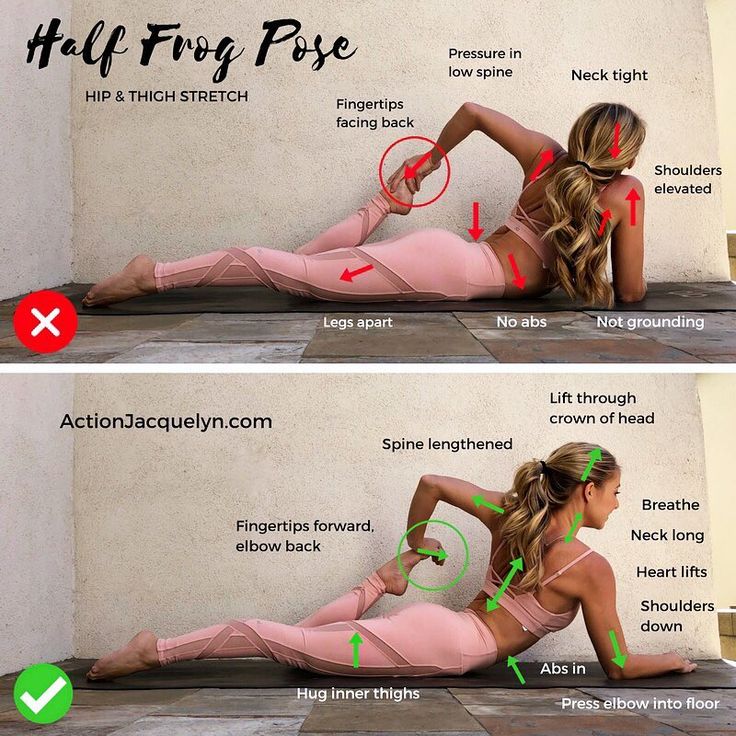 Half Frog Pose
HIP & THIGH STRETCH
Pressure in
low spine
Neck tight
Fingertips
facing back
Shoulders
elevated
Legs apart
No abs
Not grounding
ActionJacquelyn.com
Lift through
crown of head
Spine lengthened
Breathe
Fingertips forward,
elbow back
Neck long
Heart lifts
Shoulders
down
Abs in
Hug inner thighs
Press elbow into floor